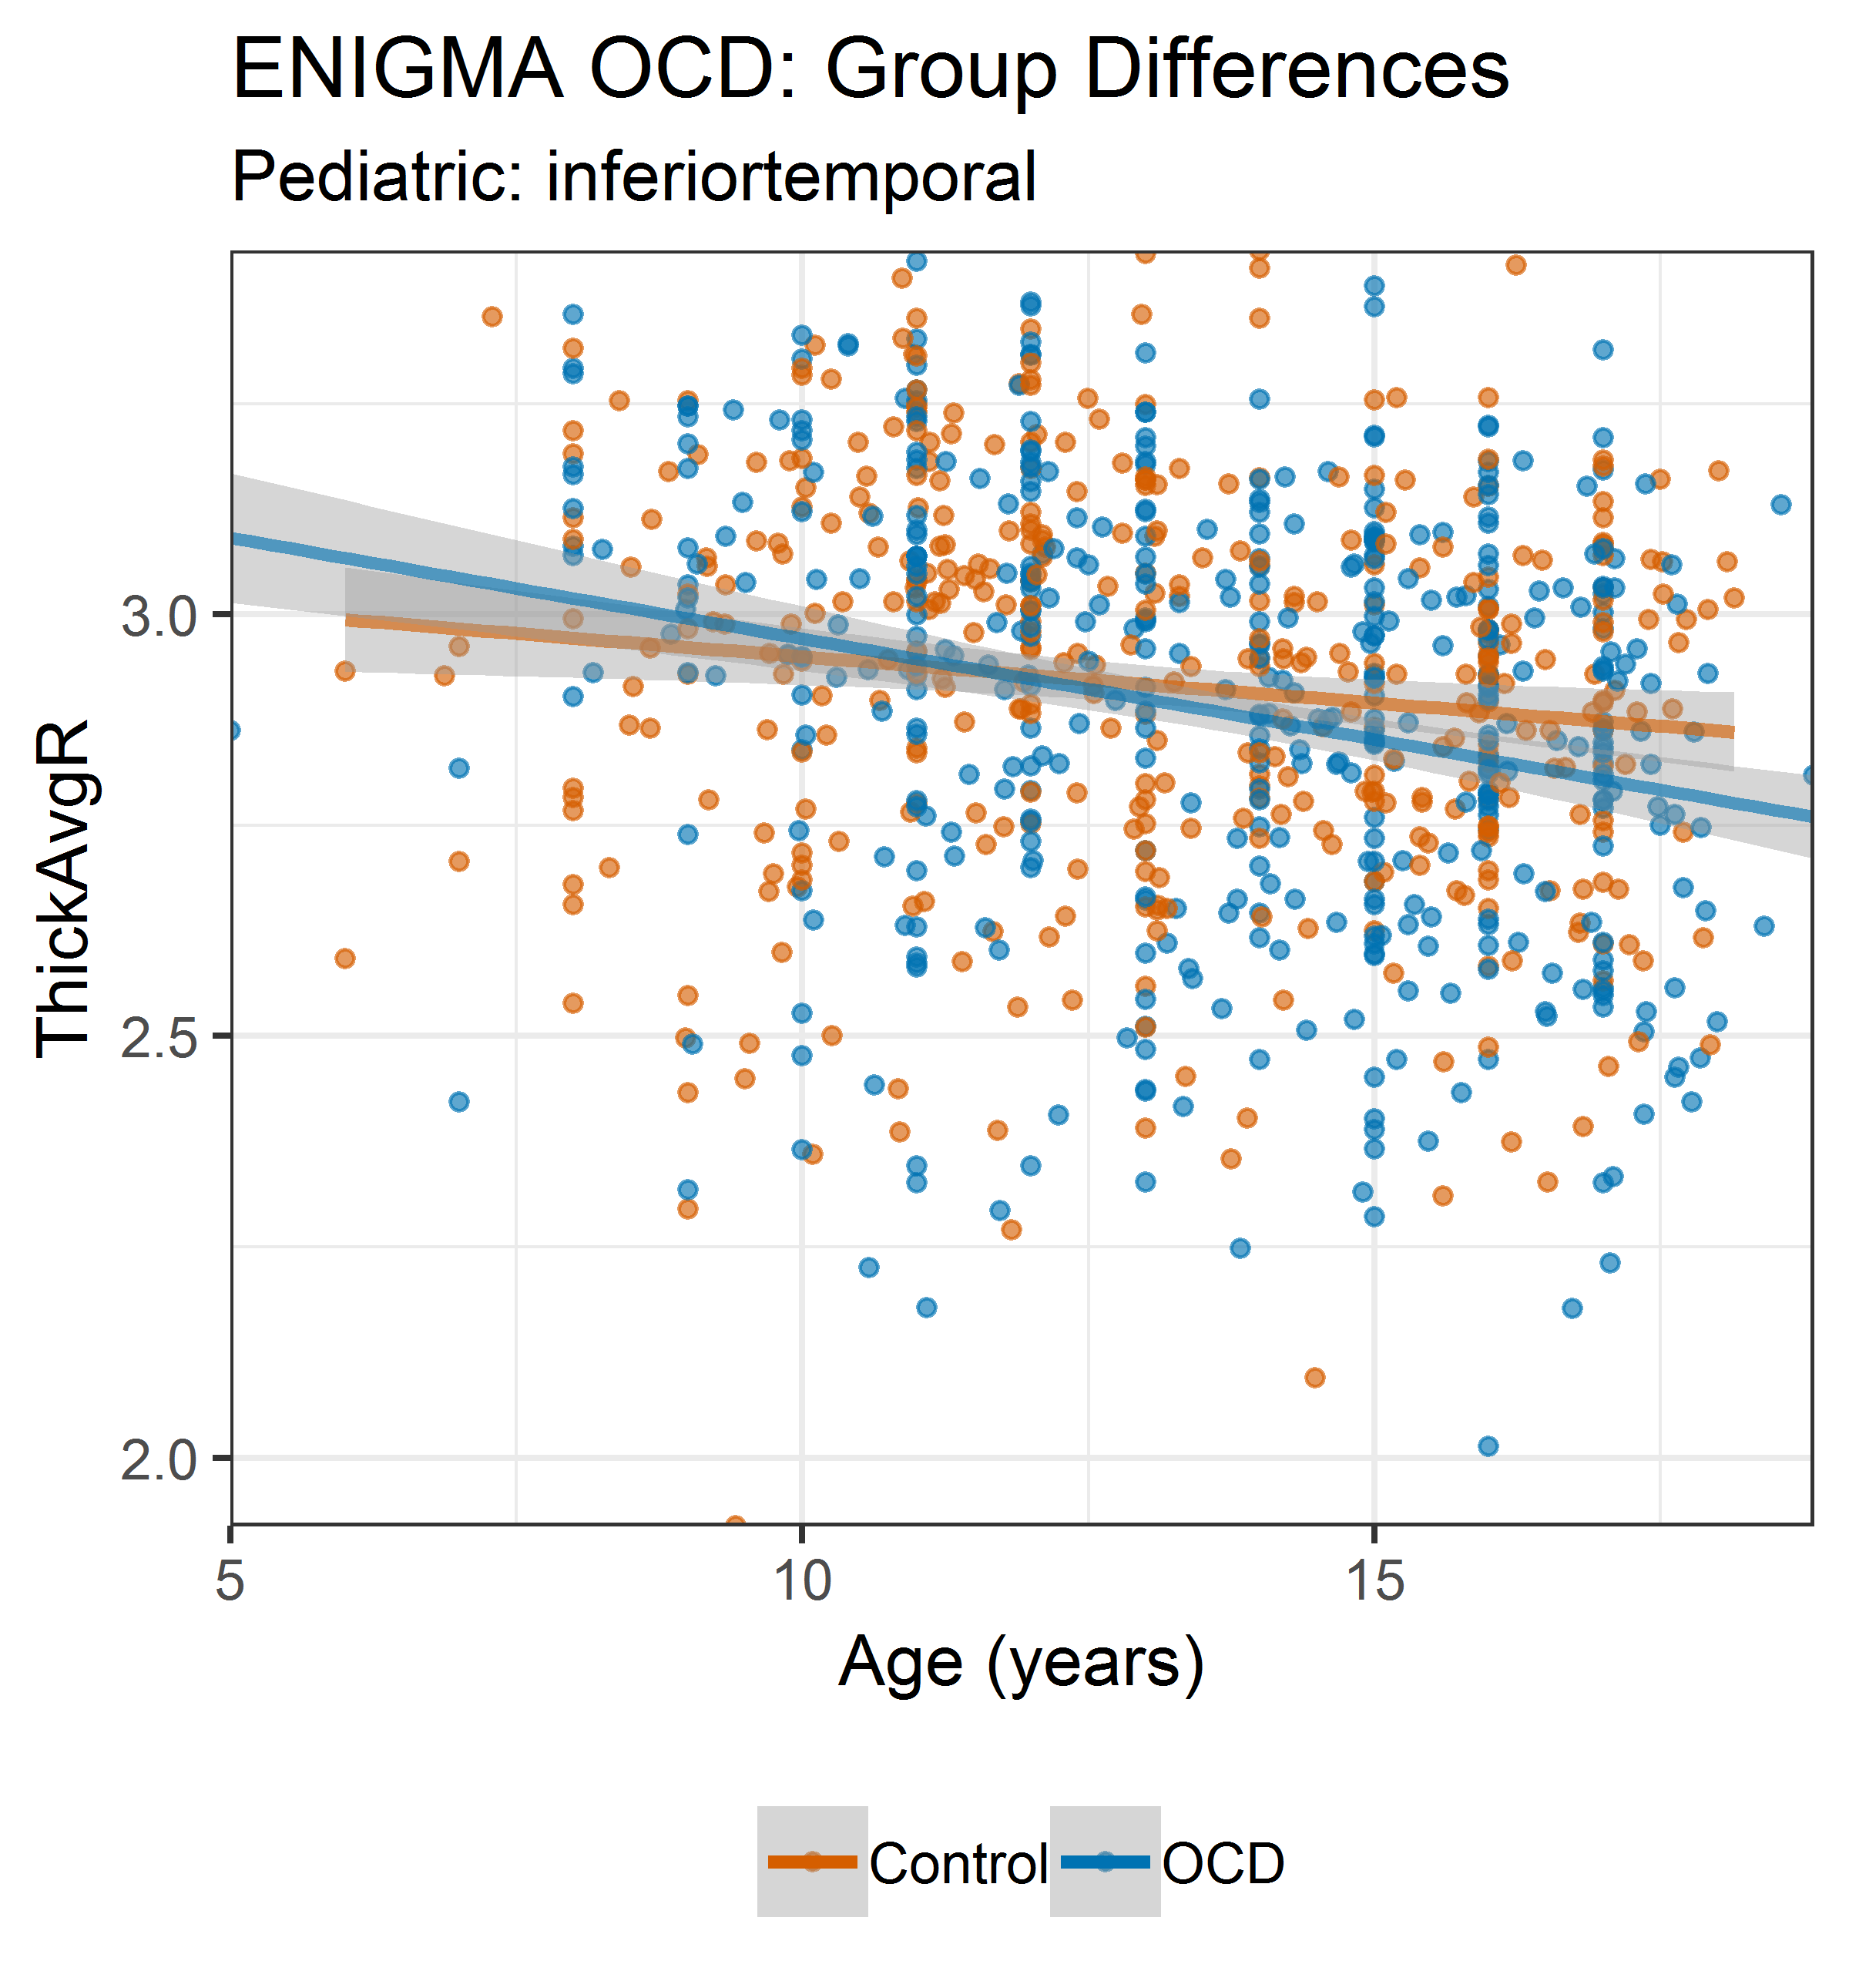 ENIGMA OCD: Group Differences
Pediatric: inferiortemporal
ThickAvgR
3.0
2.5
2.0
5 10 15
Age (years)
Control OCD